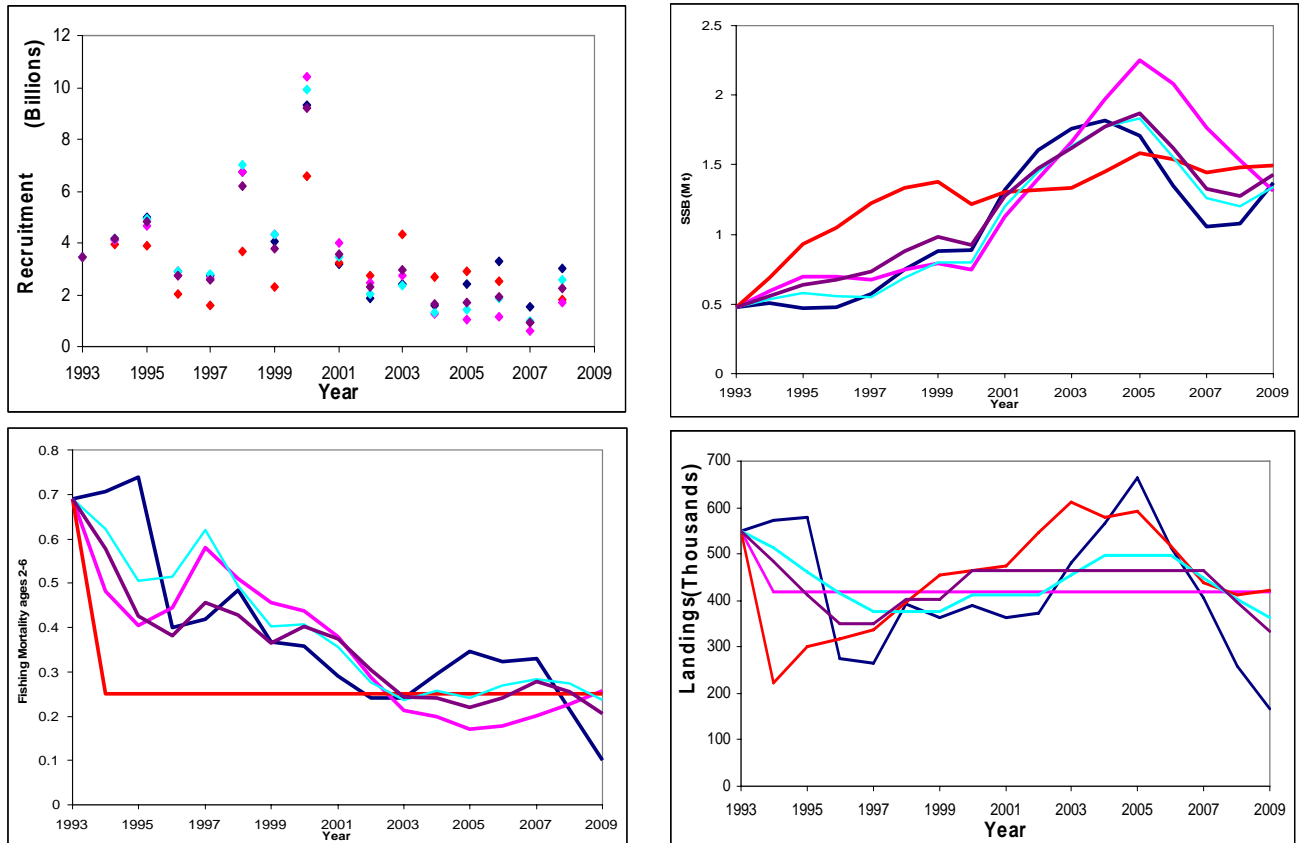 Recruitment (Billions)
12
10
8
6
4
2
0
1993 1995 1997 1999 2001 2003 2005 2007 2009
Year
SSB (Mt)
2.5
2
1.5
1
0.5
0
1993 1995 1997 1999 2001 2003 2005 2007 2009
Year
Fishing Mortality ages 2-6
0.8
0.7
0.6
0.5
0.4
0.3
0.2
0.1
0
1993 1995 1997 1999 2001 2003 2005 2007 2009
Year
Landings(Thousands)
700
600
500
400
300
200
100
0
1993 1995 1997 1999 2001 2003 2005 2007 2009
Year